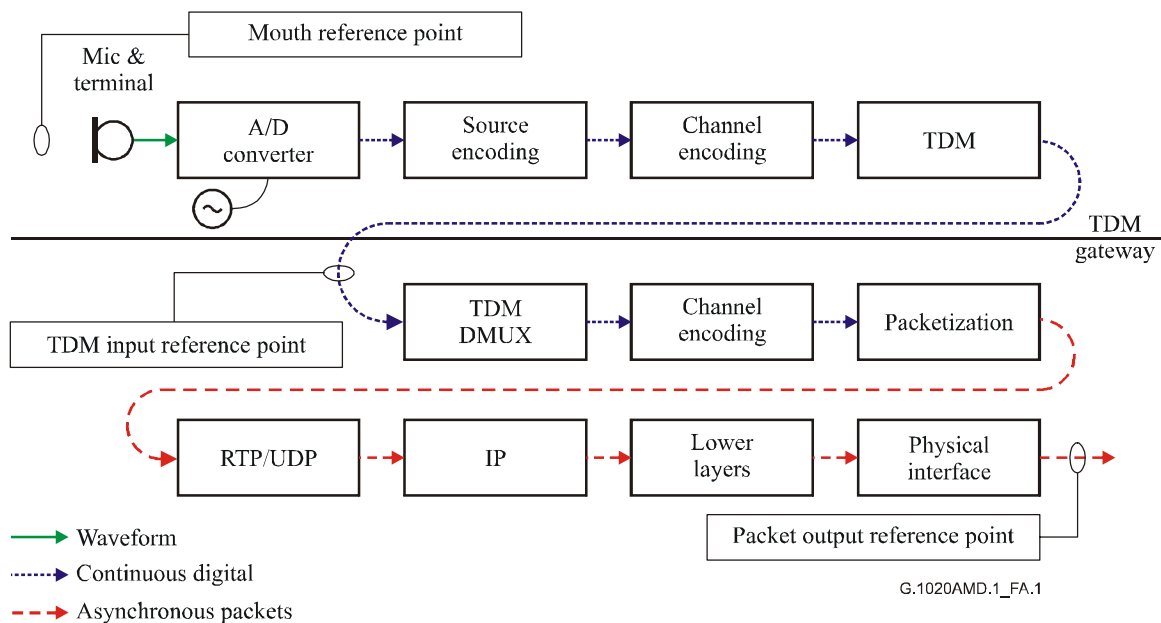 Mouth reference point
Mic &
terminal
A/D
converter
Source
encoding
Channel
encoding
TDM
TDM
gateway
TDM
DMUX
Channel
encoding
Packetization
TDM input reference point
RTP/UDP
IP
Lower
layers
Physical
interface
Packet output reference point
Waveform
Continuous digital
Asynchronous packets
G.1020AMD.1_FA.1